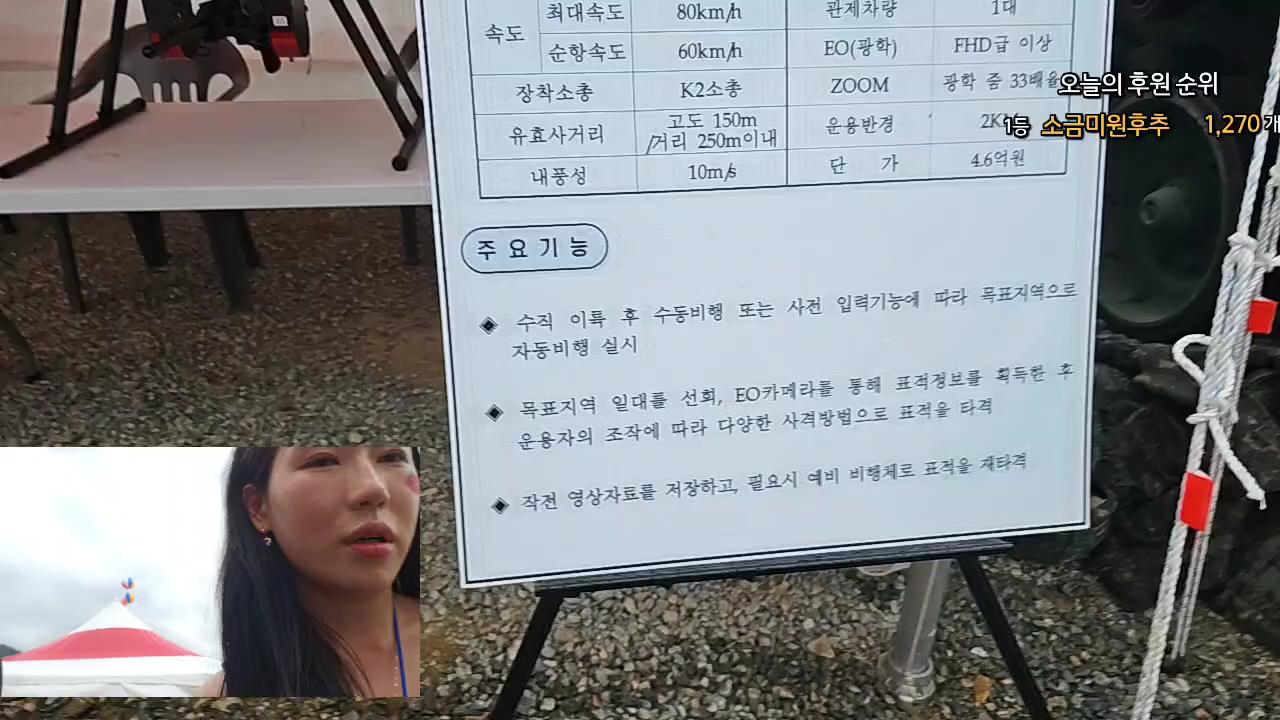 속도 최대속도 80km/h 관제차량 1대
순항속도 60km/h EO(광학) FHD급 이상
장착소총 K2소총 ZOOM 광학 줌 33배율
유효사거리 고도 150m /거리 250m이내 운용반경
내풍성 10m/s 단 가 4.6억원
오늘의 후원 순위
1등 소금미원후추 1,270개
주요기능
◈ 수직 이륙 후 수동비행 또는 사전 입력기능에 따라 목표지역으로
자동비행 실시
◈ 목표지역 일대를 선회, EO카메라를 통해 표적정보를 획득한 후
운용자의 조작에 따라 다양한 사격방법으로 표적을 타격
◈ 작전 영상자료를 저장하고, 필요시 예비 비행체로 표적을 재타격